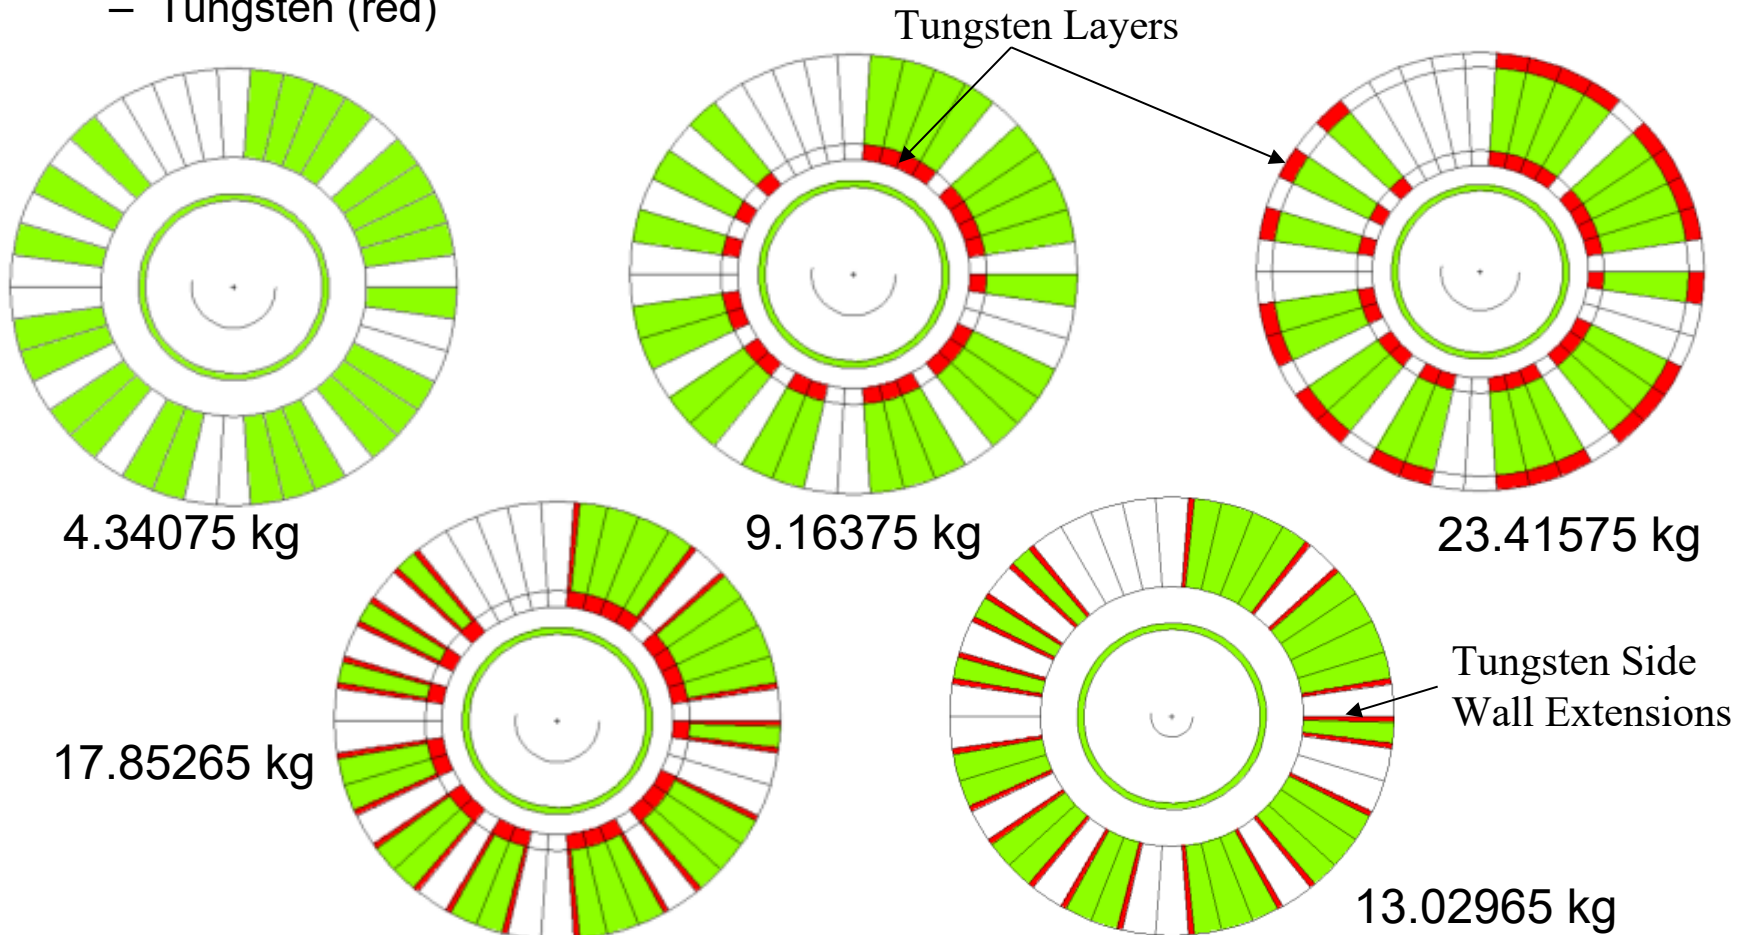 – Tungsten (red)
Tungsten Layers
4.34075 kg
9.16375 kg
23.41575 kg
Tungsten Side
Wall Extensions
17.85265 kg
13.02965 kg